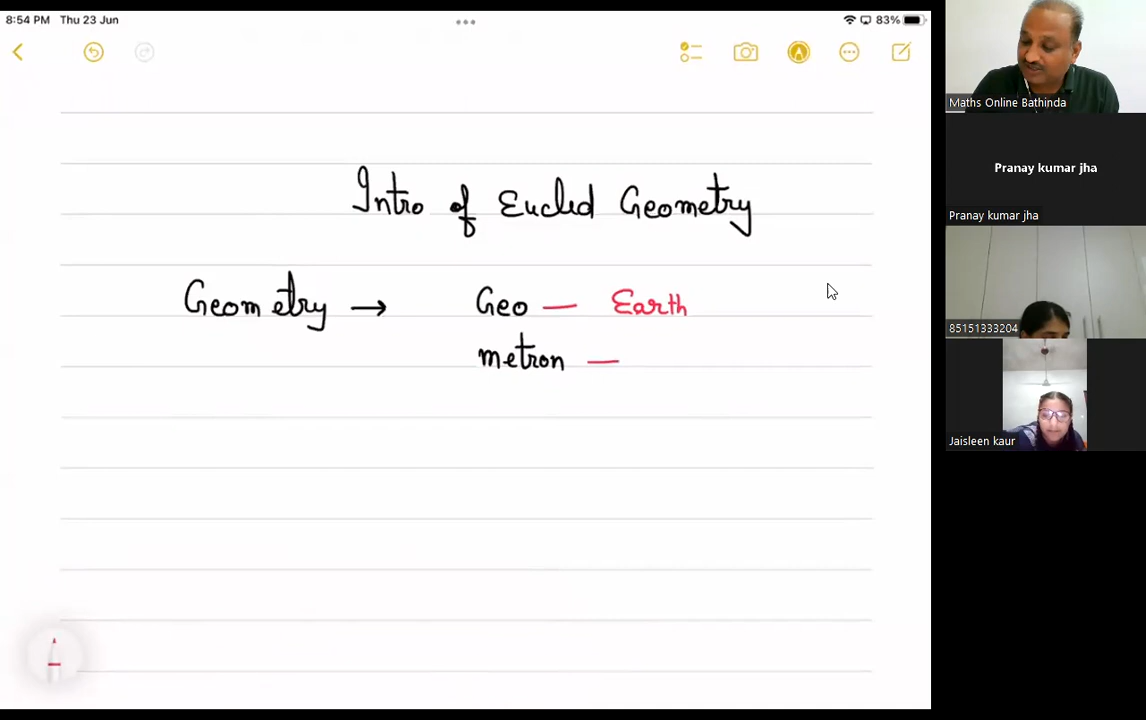 8:54 PM Thu 23 Jun
83%
Intro of Euclid Geometry
Geometry → Geo — Earth
metron —
Maths Online Bathinda
Pranay kumar jha
Pranay kumar jha
85151333204
Jaisleen kaur